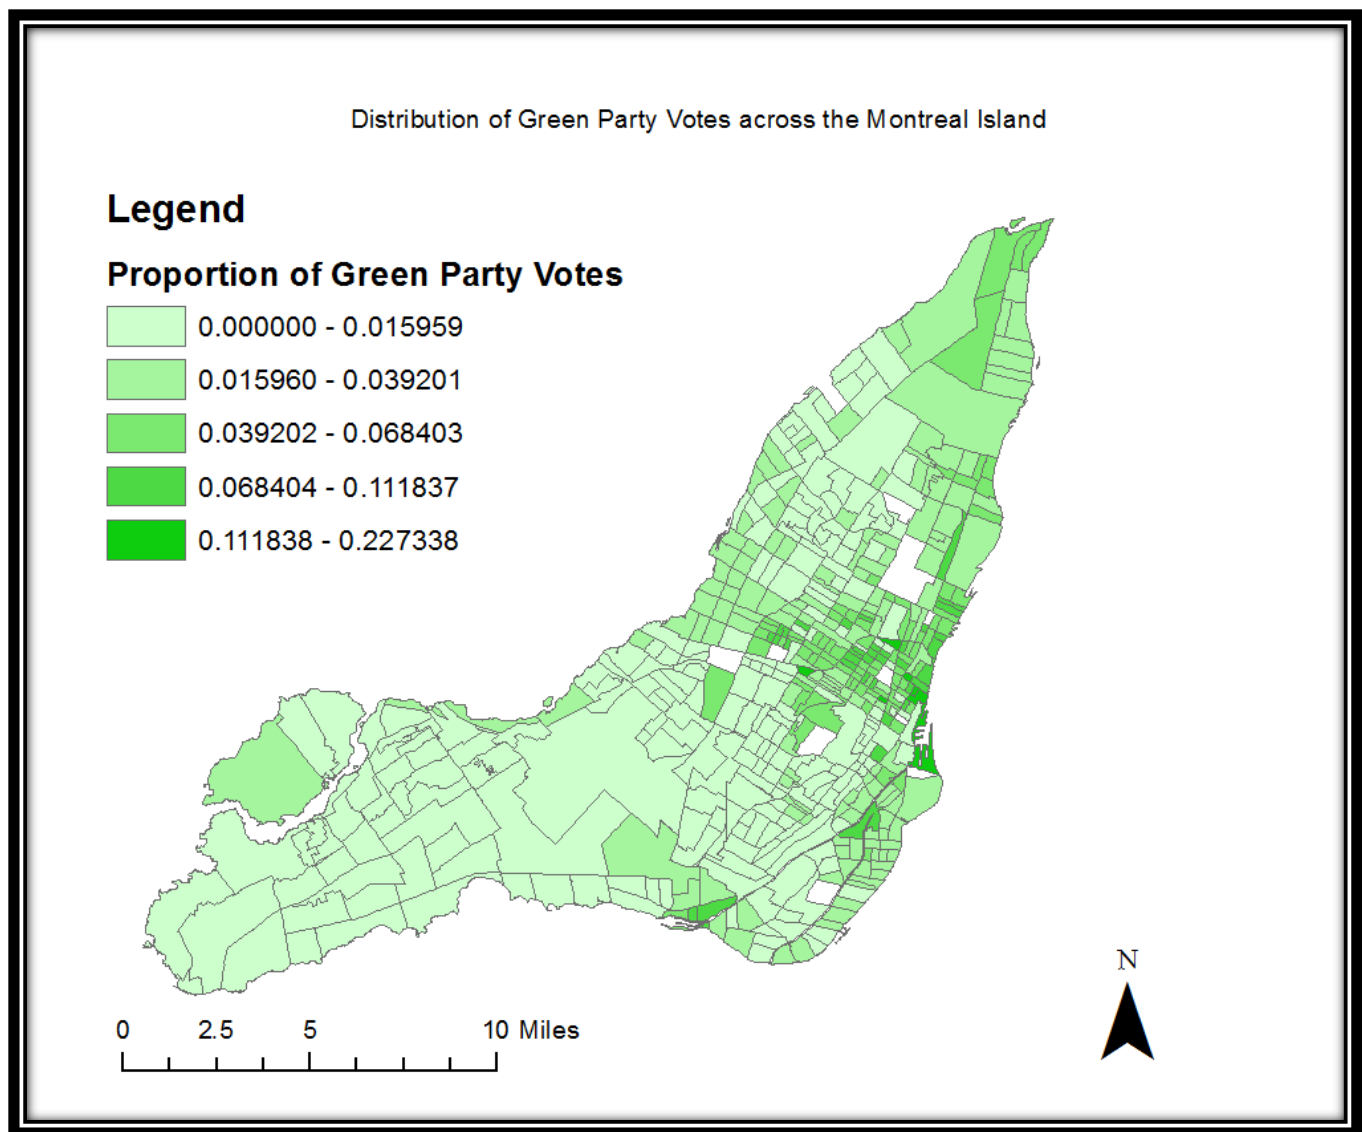 Distribution of Green Party Votes across the Montreal Island
Legend
Proportion of Green Party Votes
0.000000 - 0.015959
0.015960 - 0.039201
0.039202 - 0.068403
0.068404 - 0.111837
0.111838 - 0.227338
N
0 2.5 5 10 Miles